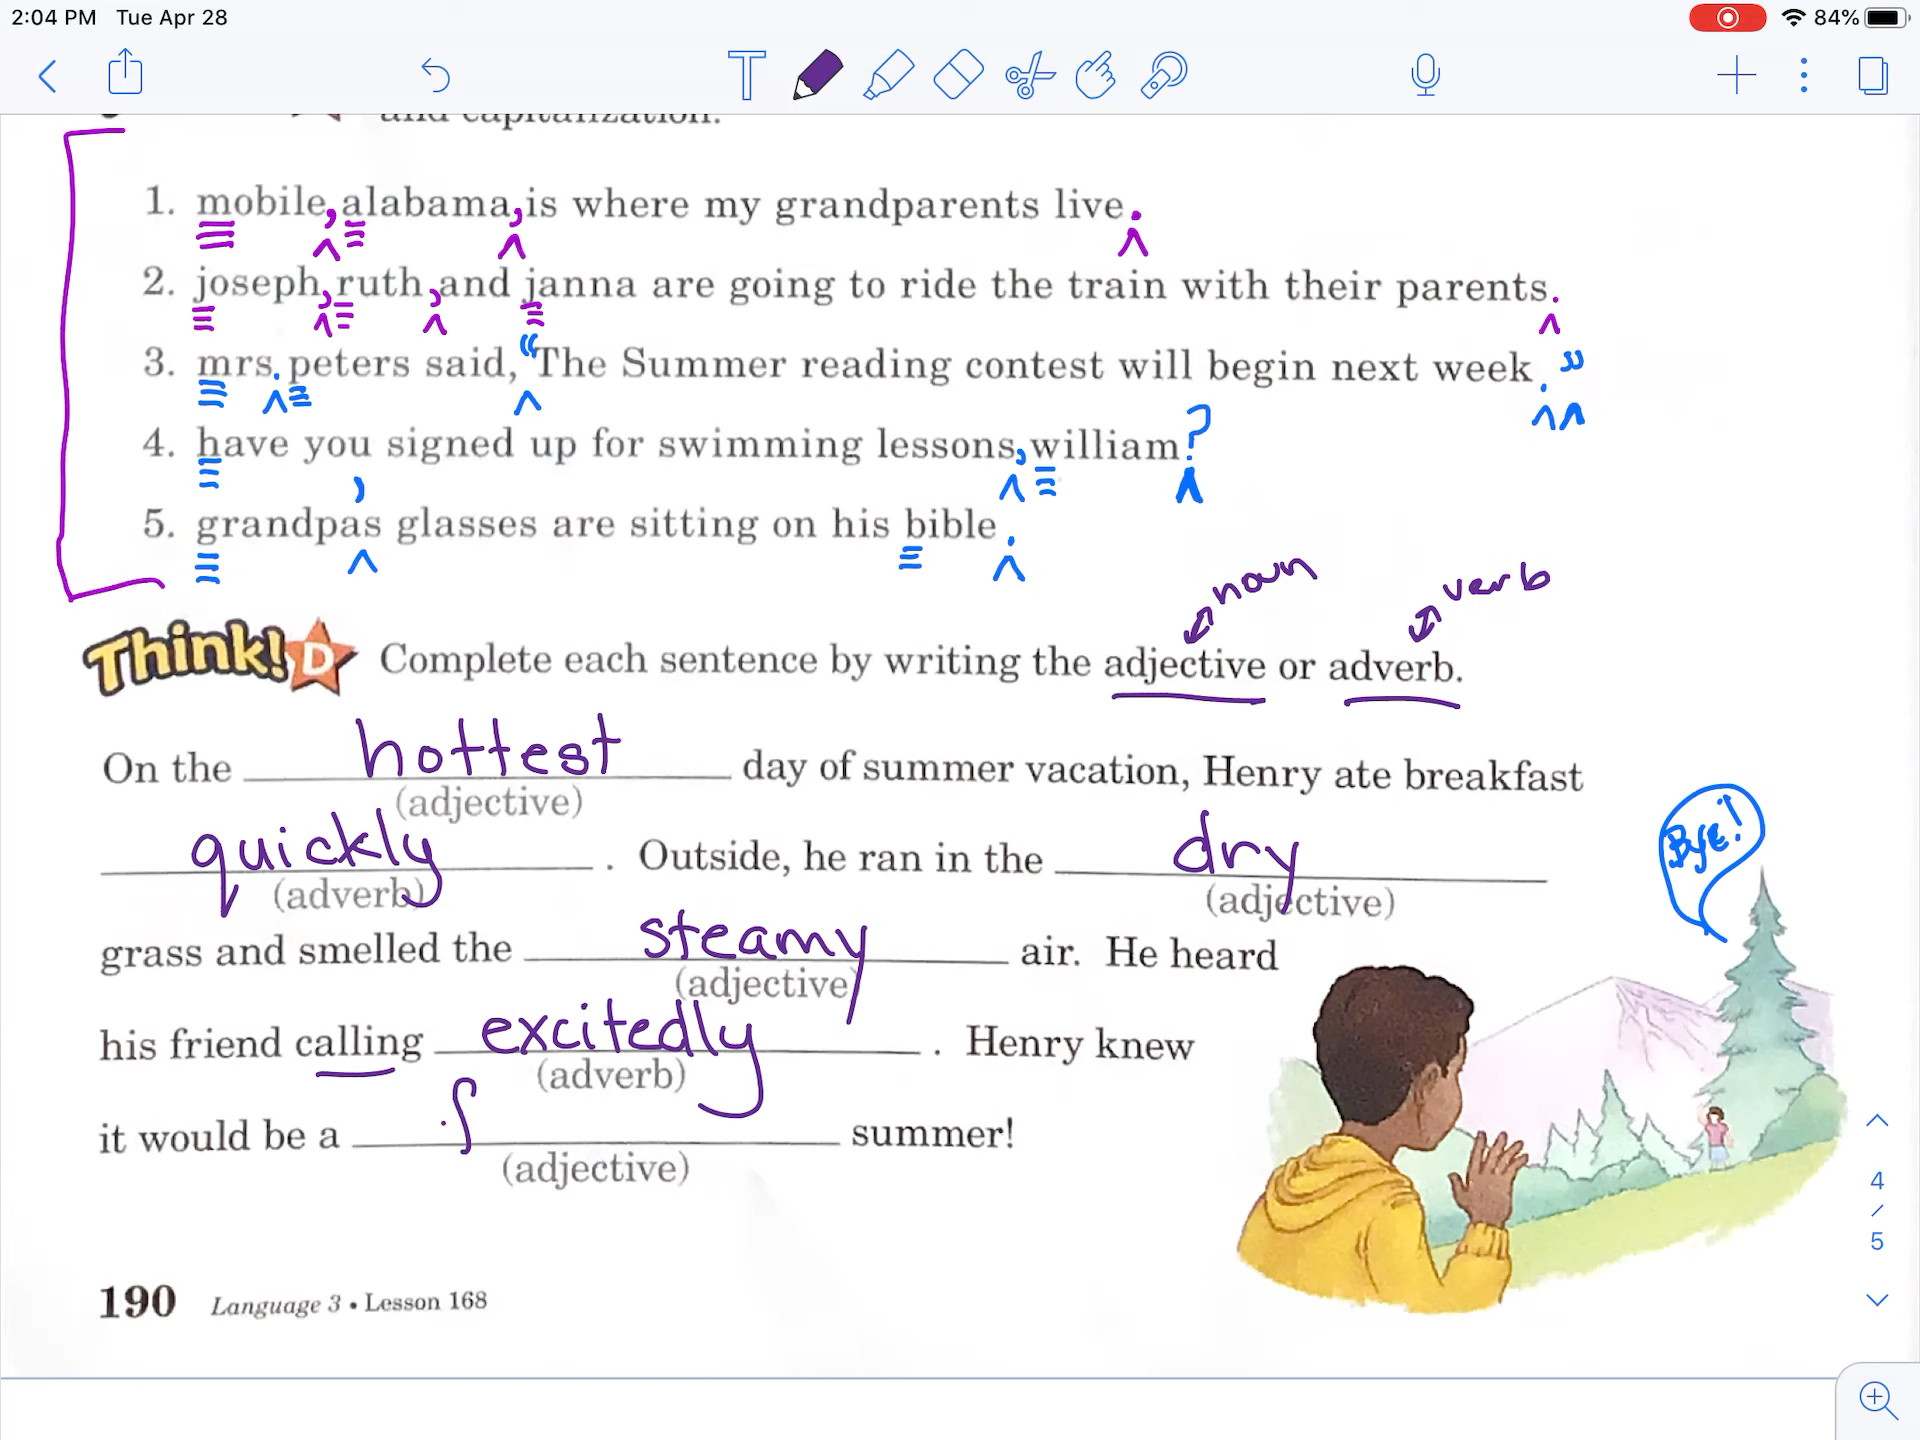 2:04 PM Tue Apr 28 84%
and capitalization.
1. mobile, alabama, is where my grandparents live.
2. joseph, ruth, and janna are going to ride the train with their parents.
3. mrs. peters said, "The Summer reading contest will begin next week."
4. have you signed up for swimming lessons, william?
5. grandpa's glasses are sitting on his bible.
noun verb
Think! D Complete each sentence by writing the adjective or adverb.
On the hottest day of summer vacation, Henry ate breakfast
(adjective)
quickly. Outside, he ran in the dry
(adverb) (adjective)
Bye!
grass and smelled the steamy air. He heard
(adjective)
his friend calling excitedly. Henry knew
(adverb)
it would be a f summer!
(adjective)
4
/
5
190 Language 3 • Lesson 168